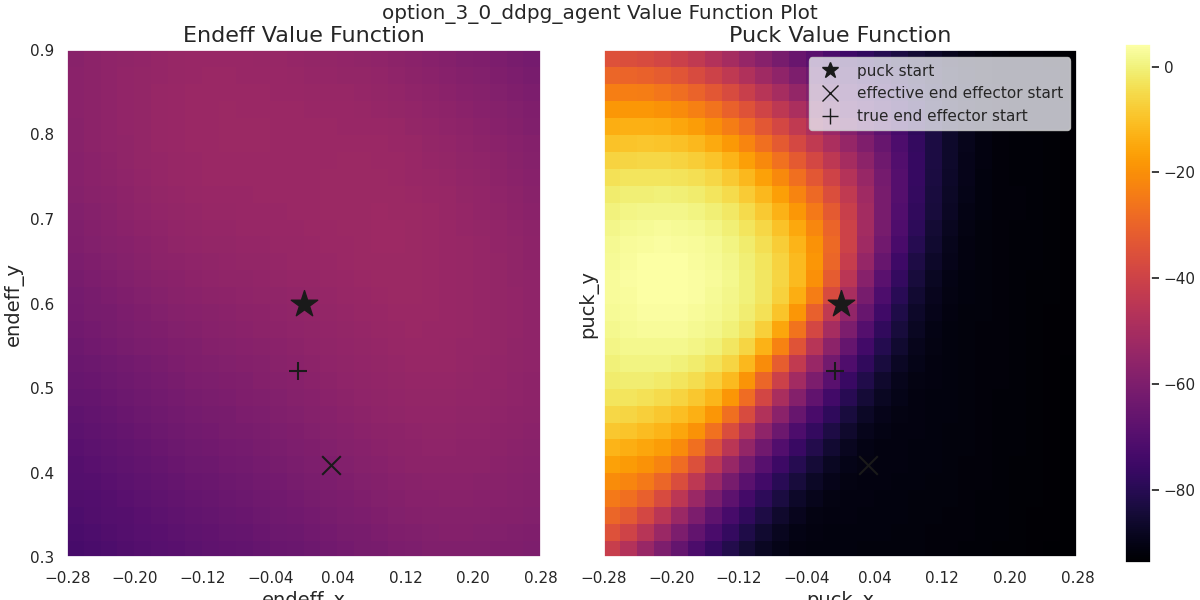 option_3_0_ddpg_agent Value Function Plot
Endeff Value Function
Puck Value Function
puck start
effective end effector start
true end effector start
endeff_y
0.9
0.8
0.7
0.6
0.5
0.4
0.3
−0.28 −0.20 −0.12 −0.04 0.04 0.12 0.20 0.28
endeff_x
puck_y
−0.28 −0.20 −0.12 −0.04 0.04 0.12 0.20 0.28
puck_x
0
−20
−40
−60
−80